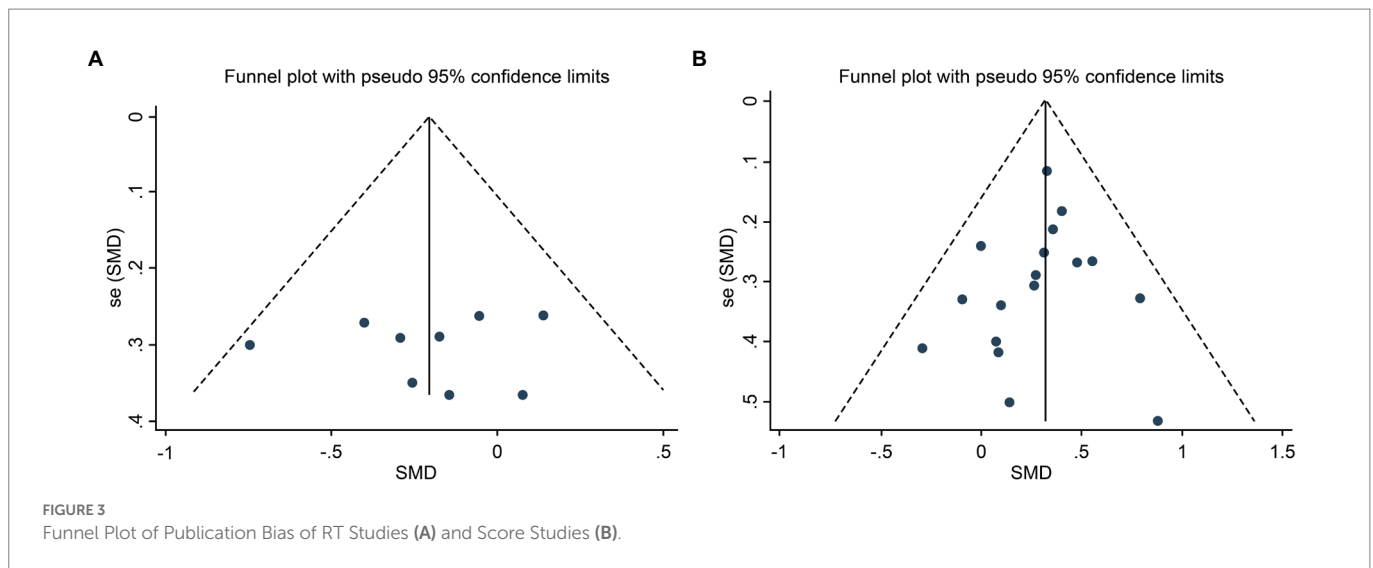 A
Funnel plot with pseudo 95% confidence limits
se (SMD)
0
.1
.2
.3
.4
-1
-.5
0
.5
SMD
B
Funnel plot with pseudo 95% confidence limits
se (SMD)
0
.1
.2
.3
.4
.5
-1
-.5
0
.5
1
1.5
SMD
FIGURE 3
Funnel Plot of Publication Bias of RT Studies (A) and Score Studies (B).